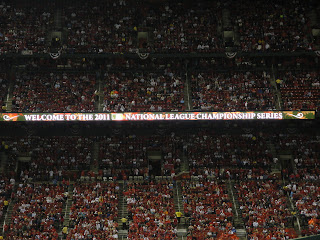 WELCOME TO THE 2011 NATIONAL LEAGUE CHAMPIONSHIP SERIES